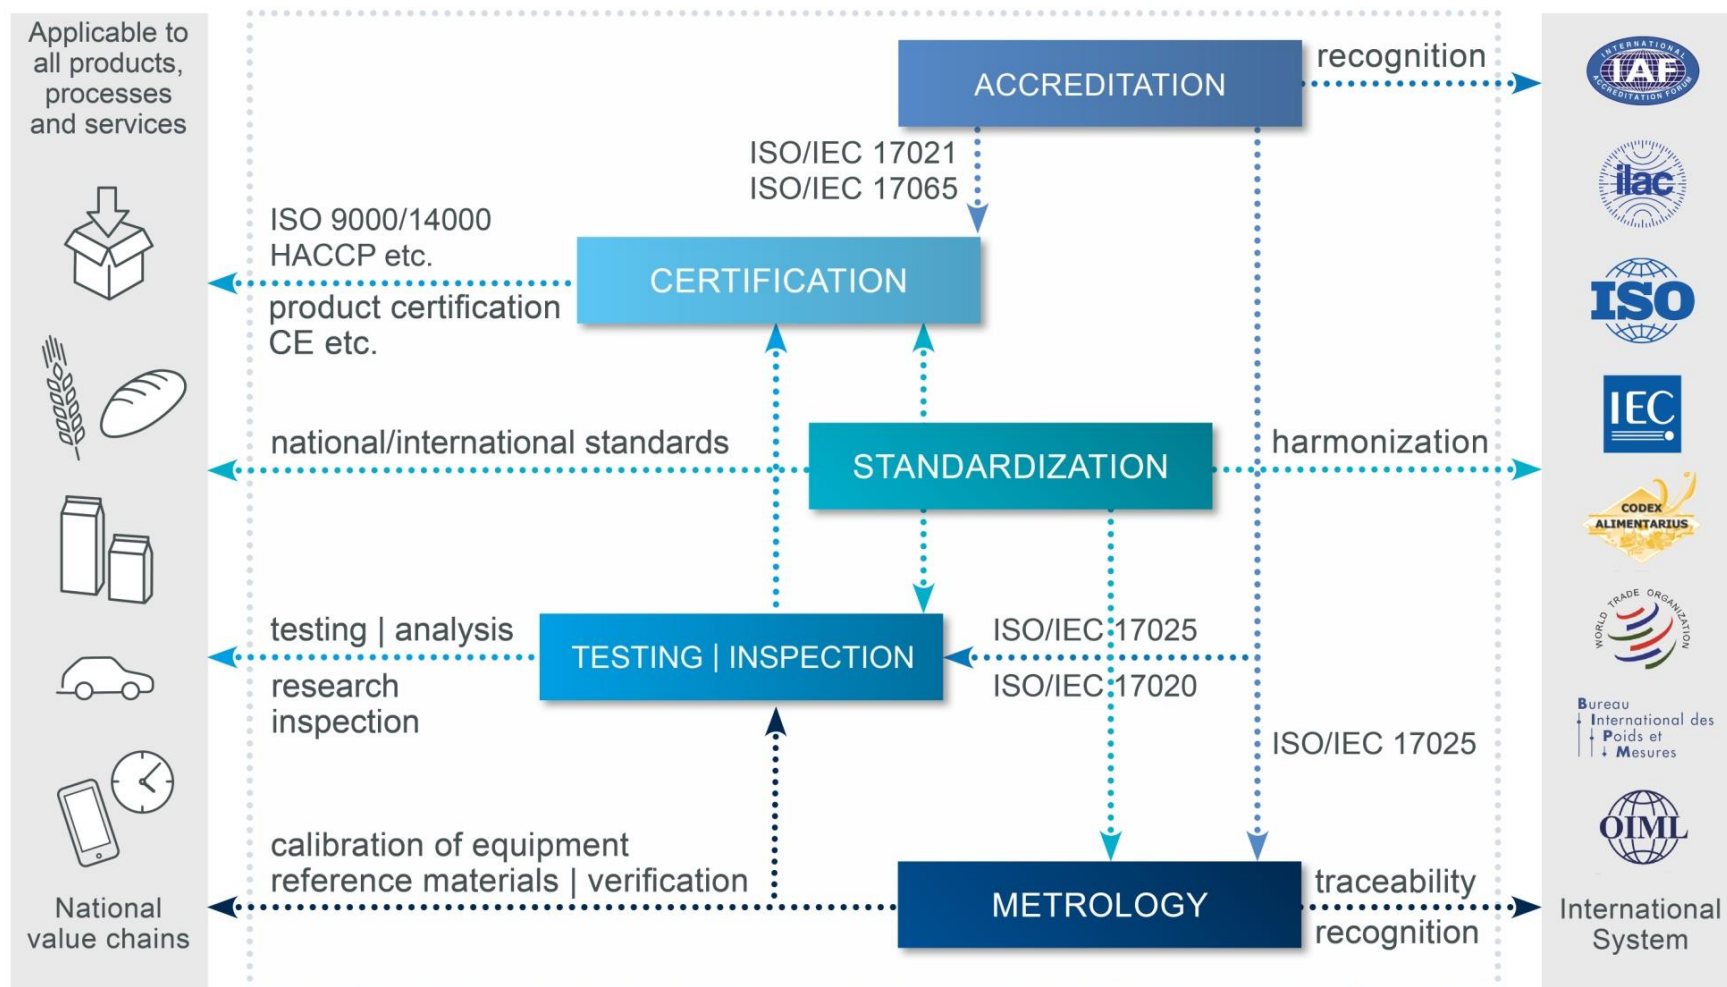 Applicable to
all products,
processes
and services
National
value chains
ACCREDITATION
recognition
ISO/IEC 17021
ISO/IEC 17065
ISO 9000/14000
HACCP etc.
product certification
CE etc.
CERTIFICATION
national/international standards
STANDARDIZATION
harmonization
testing | analysis
research
inspection
TESTING | INSPECTION
ISO/IEC 17025
ISO/IEC 17020
ISO/IEC 17025
calibration of equipment
reference materials | verification
METROLOGY
traceability
recognition
INTERNATIONAL
IAF
ACCREDITATION FORUM
ilac
ISO
IEC
CODEX
ALIMENTARIUS
WORLD TRADE ORGANIZATION
Bureau
International des
Poids et
Mesures
OIML
International
System